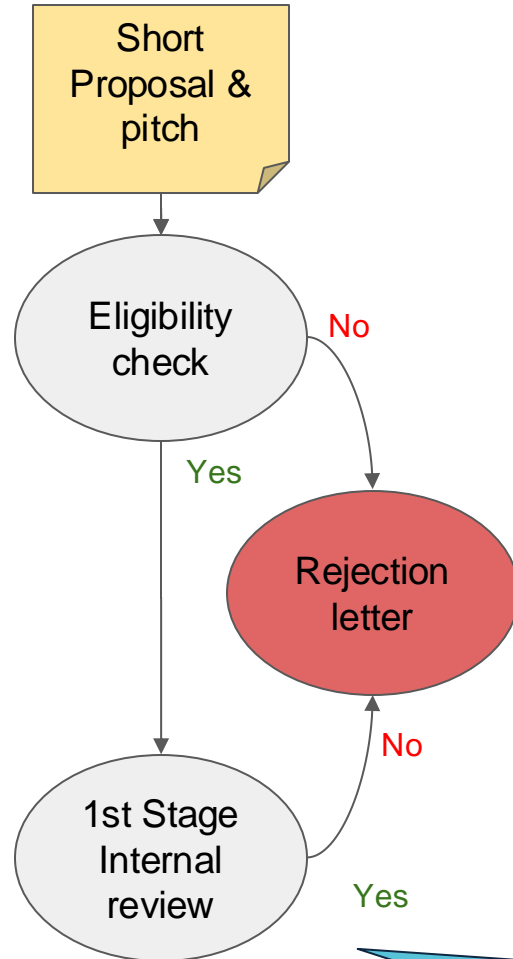 Short
Proposal &
pitch
Eligibility
check
No
Yes
Rejection
letter
No
1st Stage
Internal
review
Yes